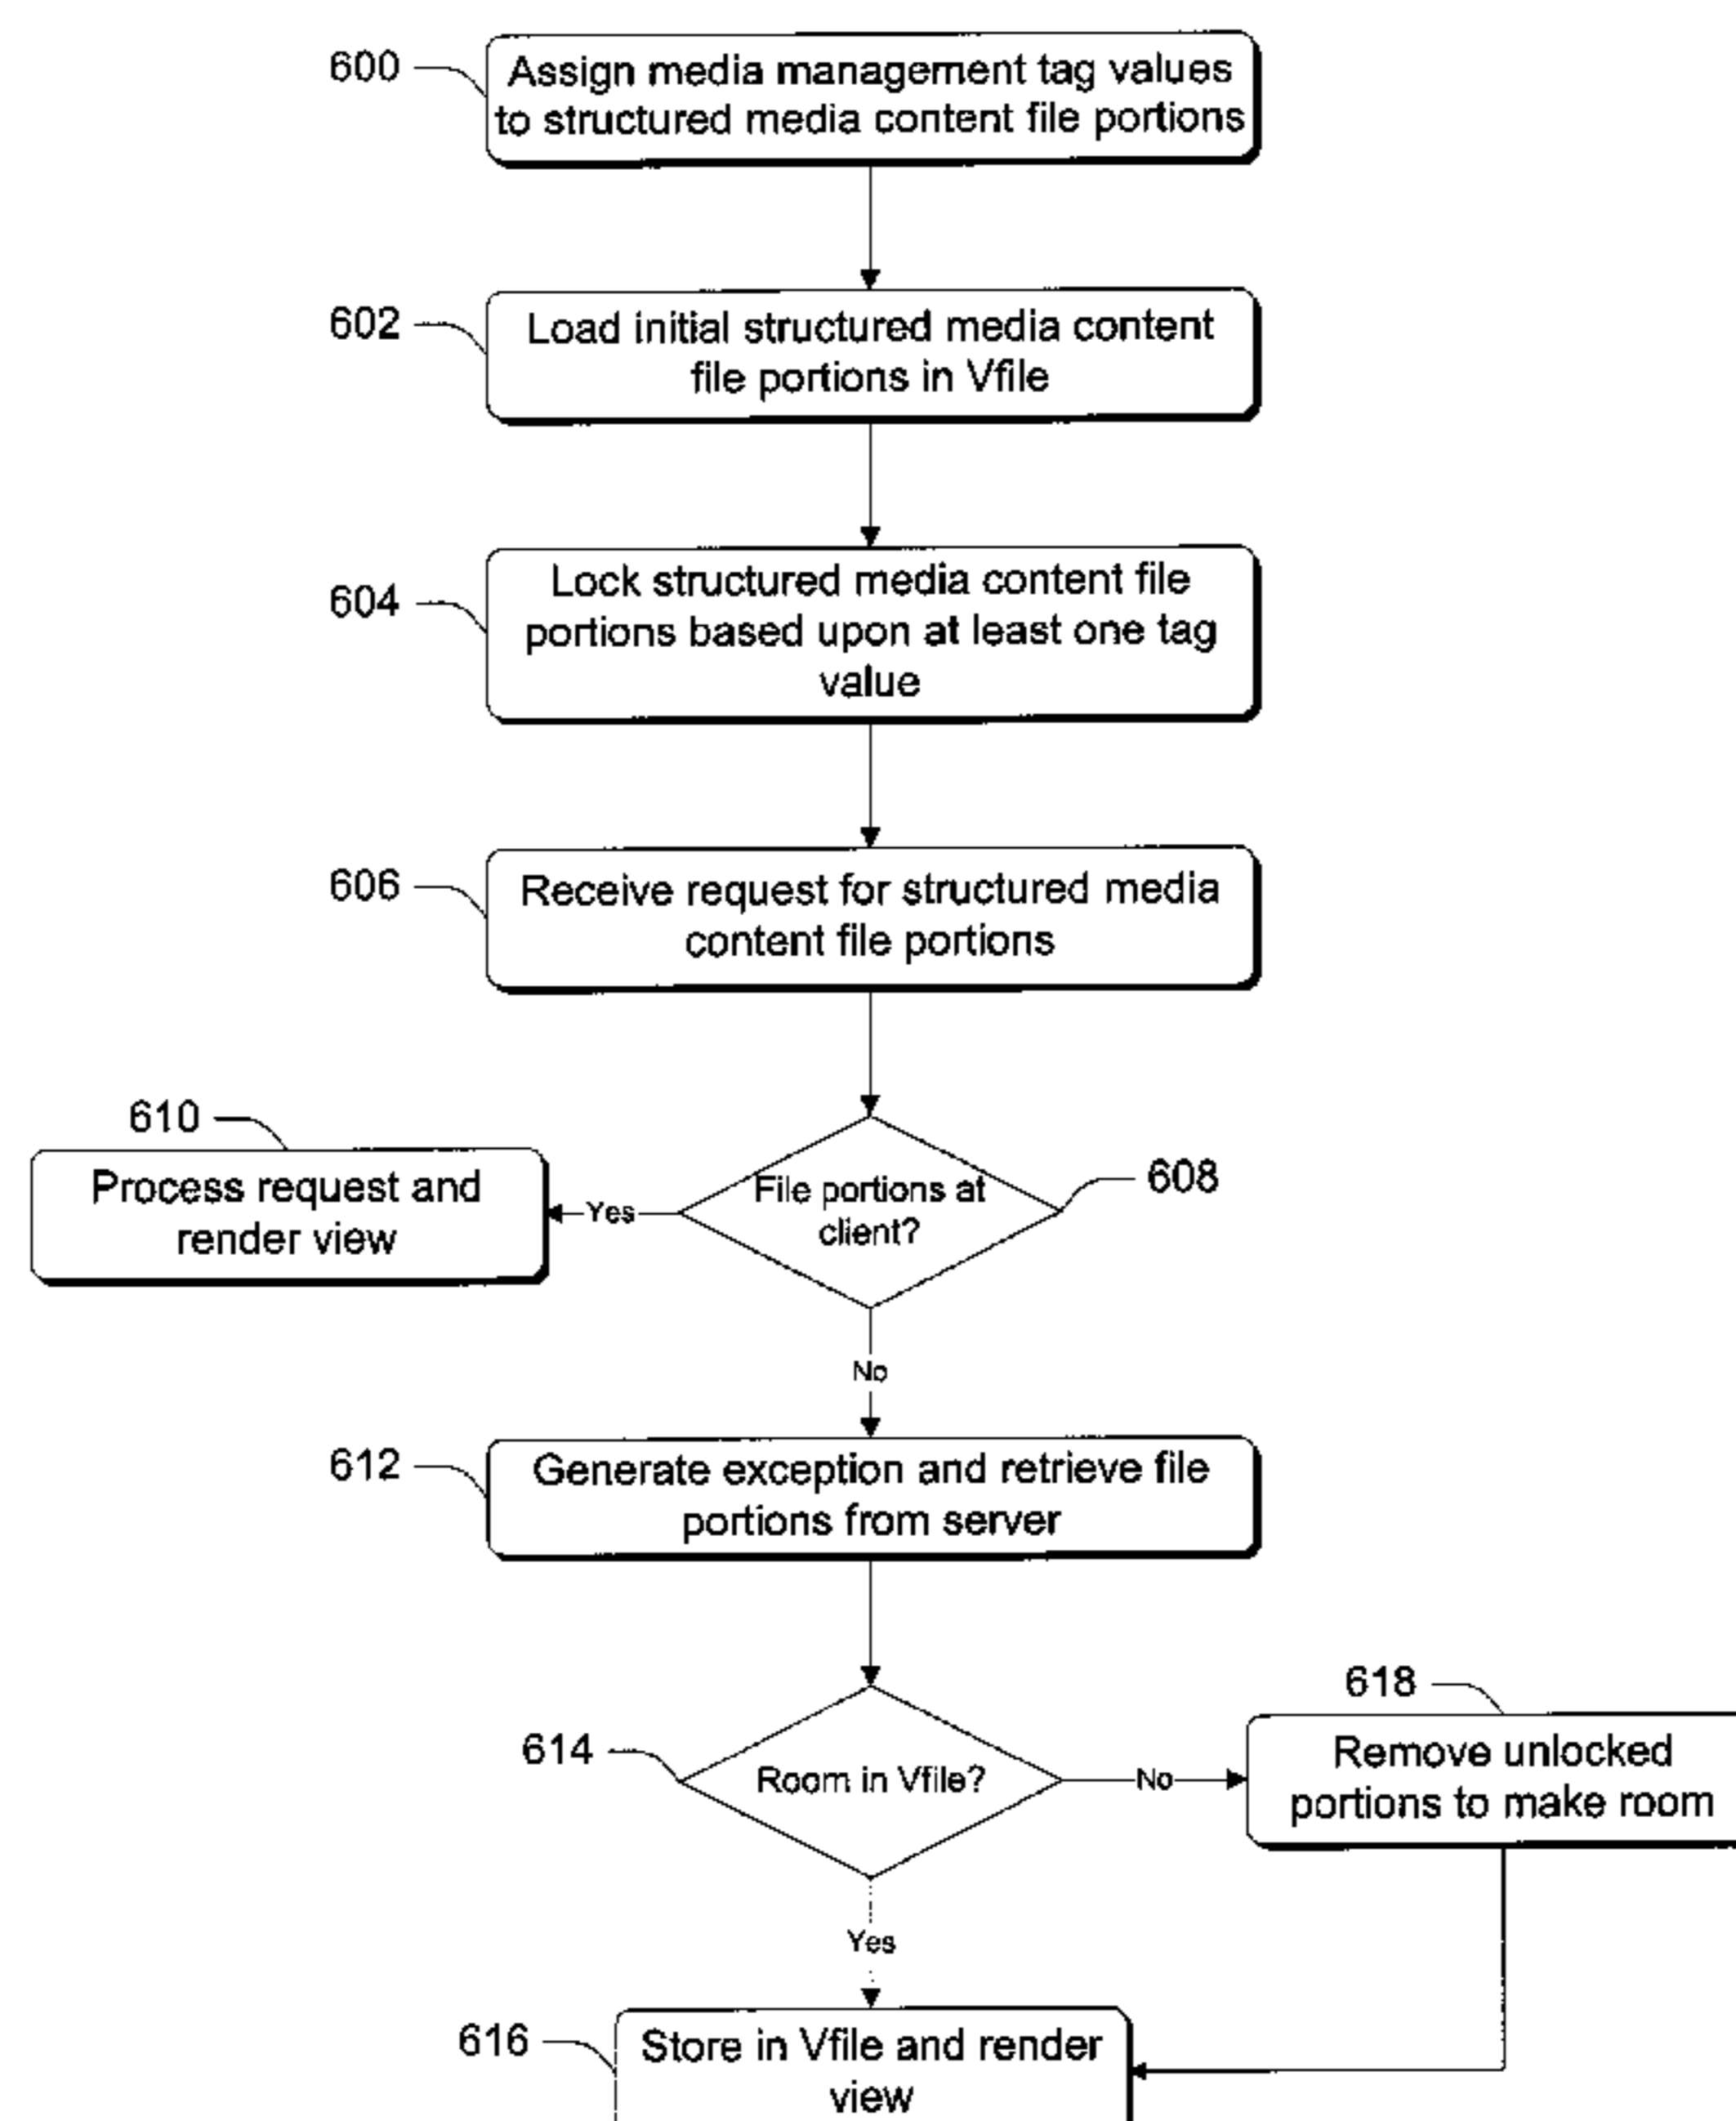 600
Assign media management tag values
to structured media content file portions
602
Load initial structured media content
file portions in Vfile
604
Lock structured media content file
portions based upon at least one tag
value
606
Receive request for structured media
content file portions
610
Process request and
render view
Yes
File portions at
client?
608
No
612
Generate exception and retrieve file
portions from server
614
Room in Vfile?
No
618
Remove unlocked
portions to make room
Yes
616
Store in Vfile and render
view